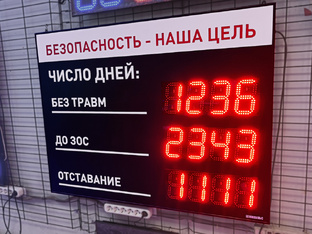 БЕЗОПАСНОСТЬ - НАША ЦЕЛЬ
ЧИСЛО ДНЕЙ:
БЕЗ ТРАВМ 1236
ДО ЗОС 2343
ОТСТАВАНИЕ 1111